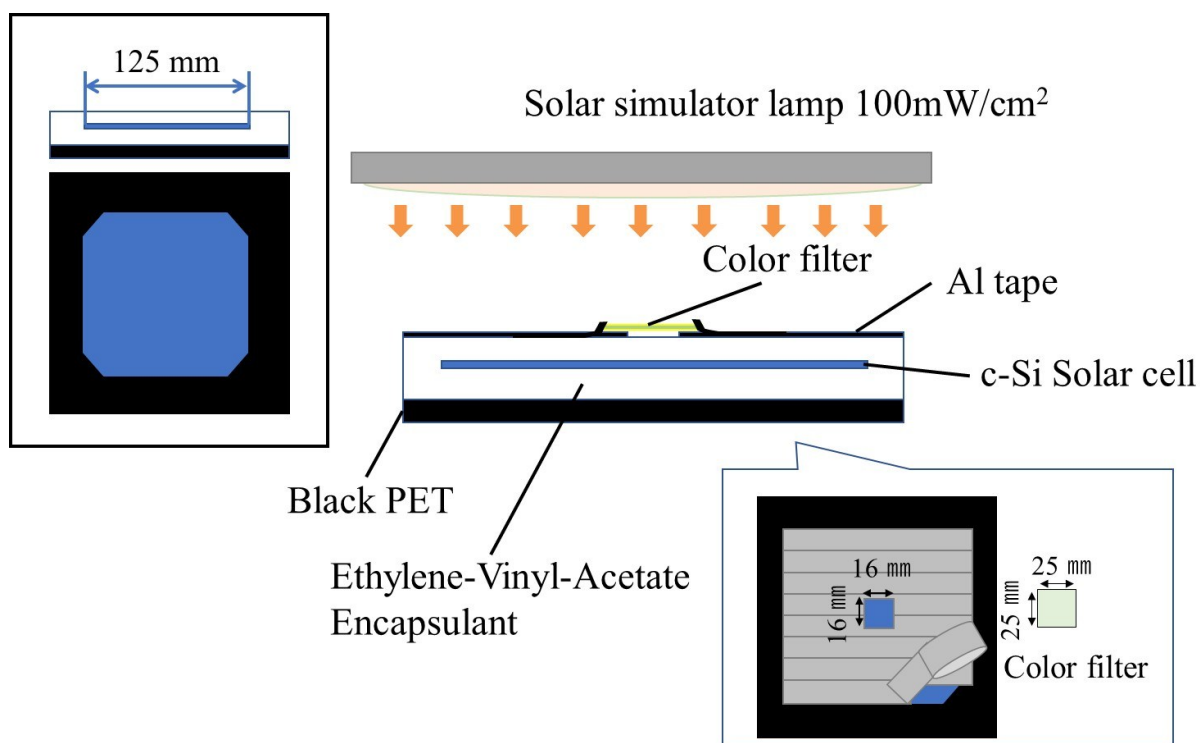 125 mm
Solar simulator lamp 100mW/cm²
Color filter
Al tape
c-Si Solar cell
Black PET
Ethylene-Vinyl-Acetate
Encapsulant
16 mm
16 mm
25 mm
25 mm
Color filter